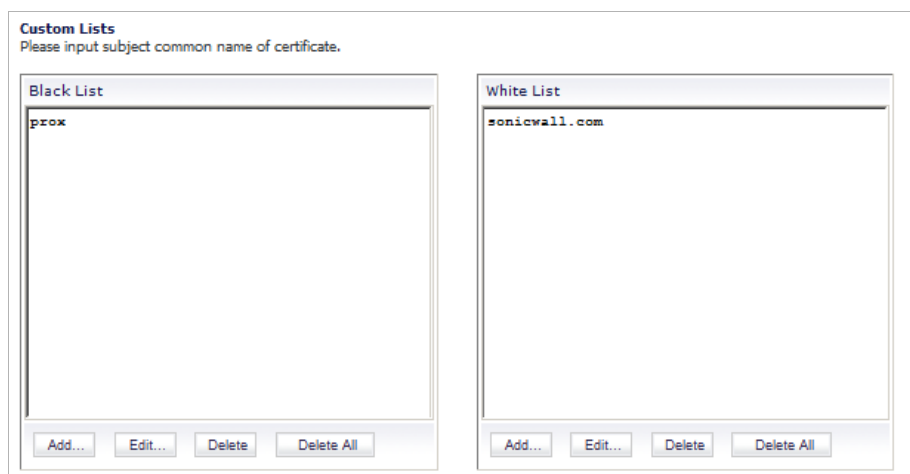 Custom Lists
Please input subject common name of certificate.
Black List
prox
Add... Edit... Delete Delete All
White List
sonicwall.com
Add... Edit... Delete Delete All